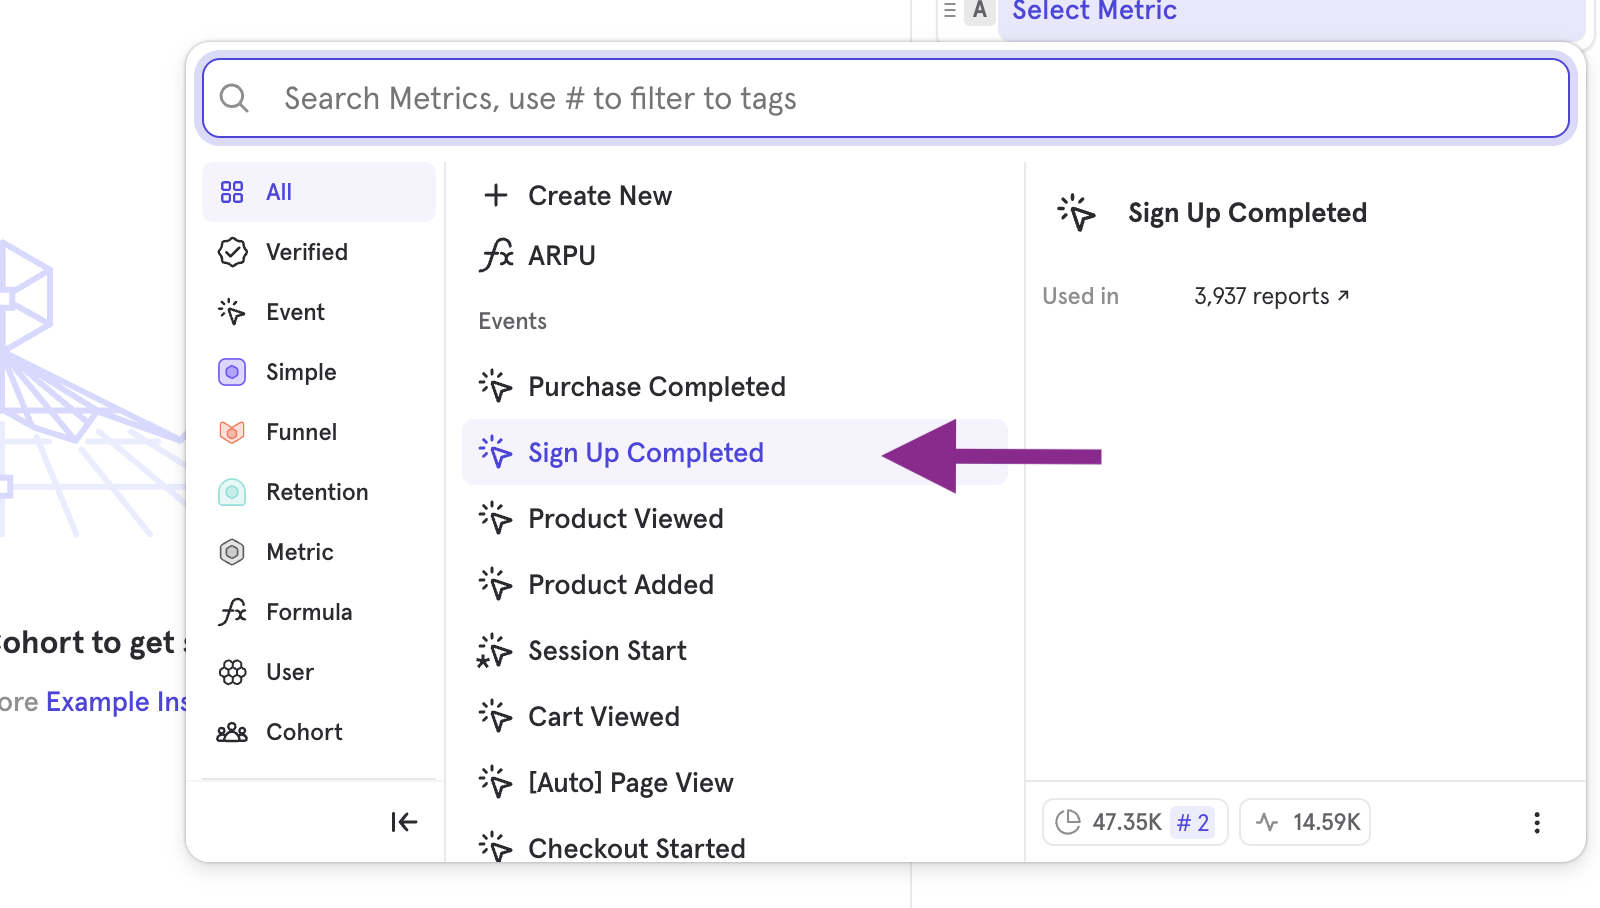 A Select Metric
Search Metrics, use # to filter to tags
All
Verified
Event
Simple
Funnel
Retention
Metric
Formula
User
Cohort
Create New
ARPU
Events
Purchase Completed
Sign Up Completed
Product Viewed
Product Added
Session Start
Cart Viewed
[Auto] Page View
Checkout Started
Sign Up Completed
Used in 3,937 reports ↗
47.35K # 2 14.59K
to get
Example